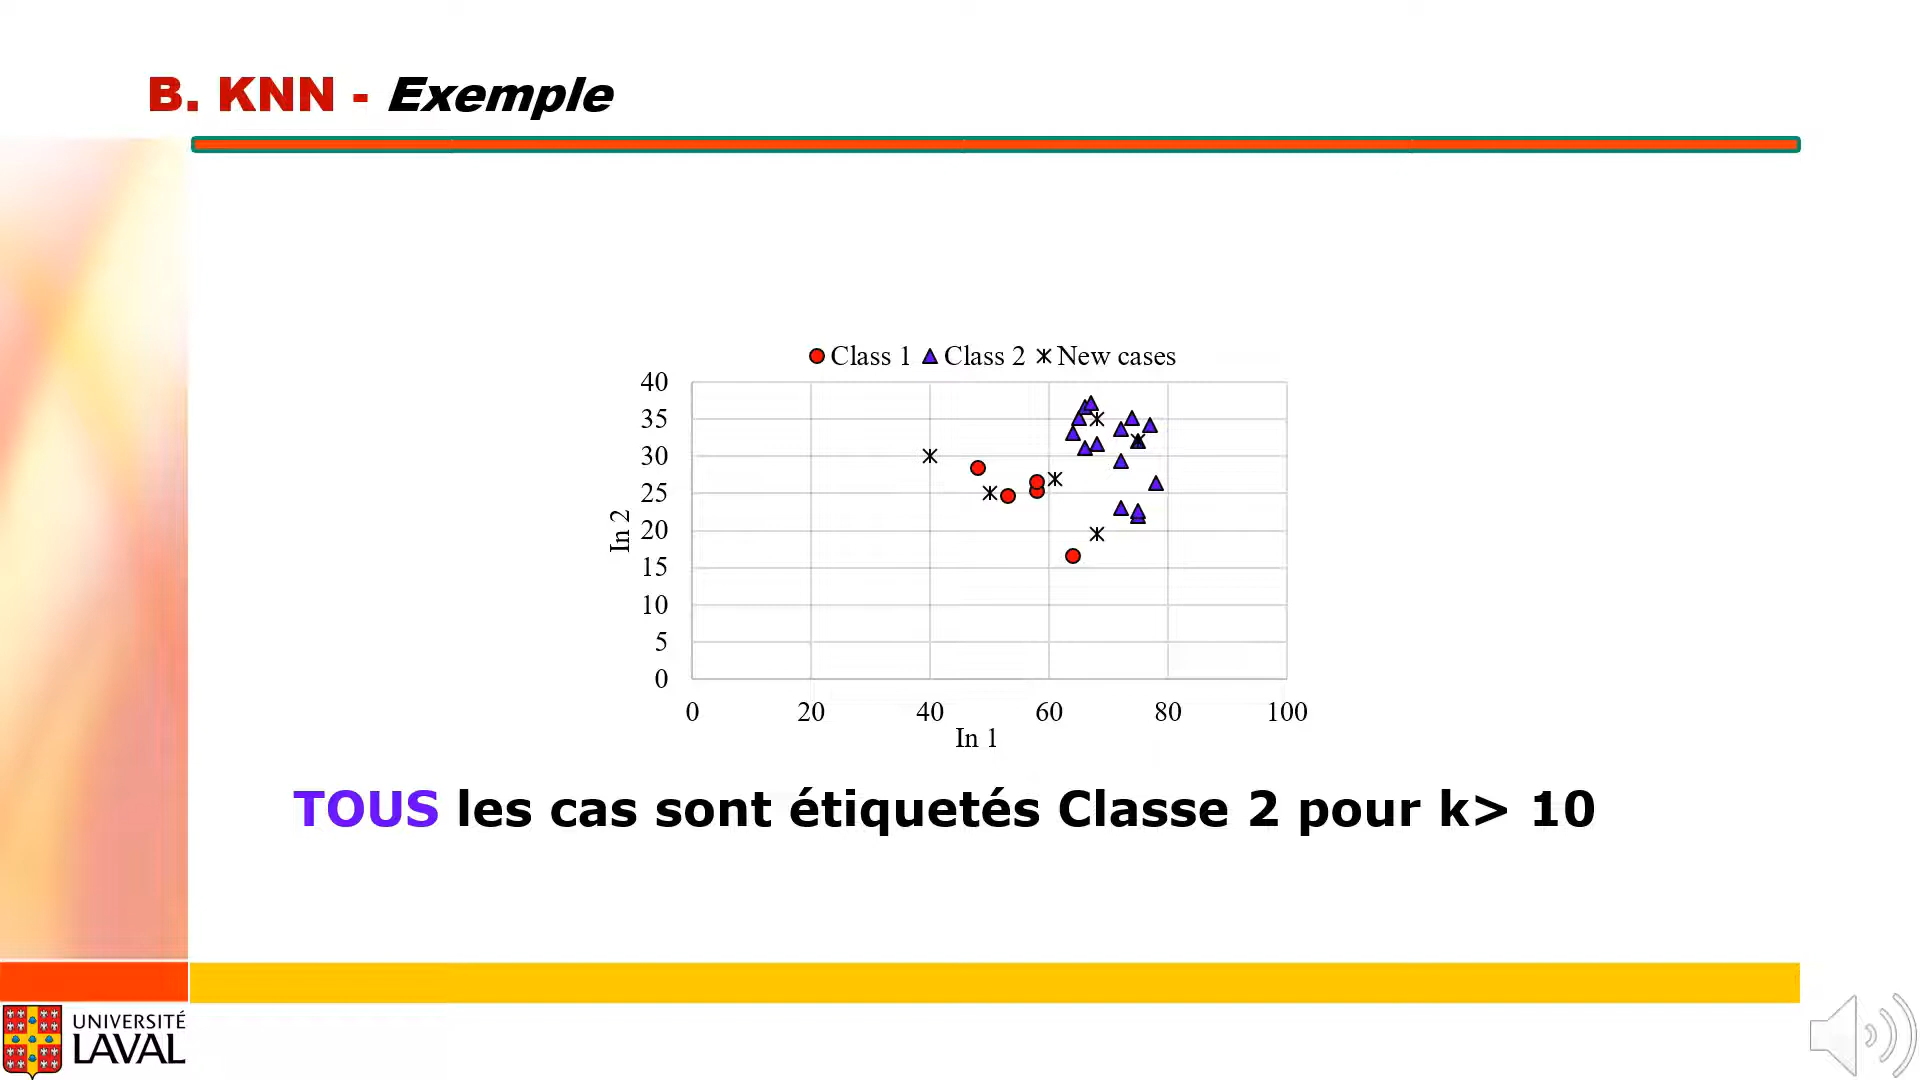 B. KNN - Exemple
Class 1 Class 2 New cases
40
35
30
25
20
15
10
5
0
In 2
0 20 40 60 80 100
In 1
TOUS les cas sont étiquetés Classe 2 pour k> 10
UNIVERSITÉ
LAVAL